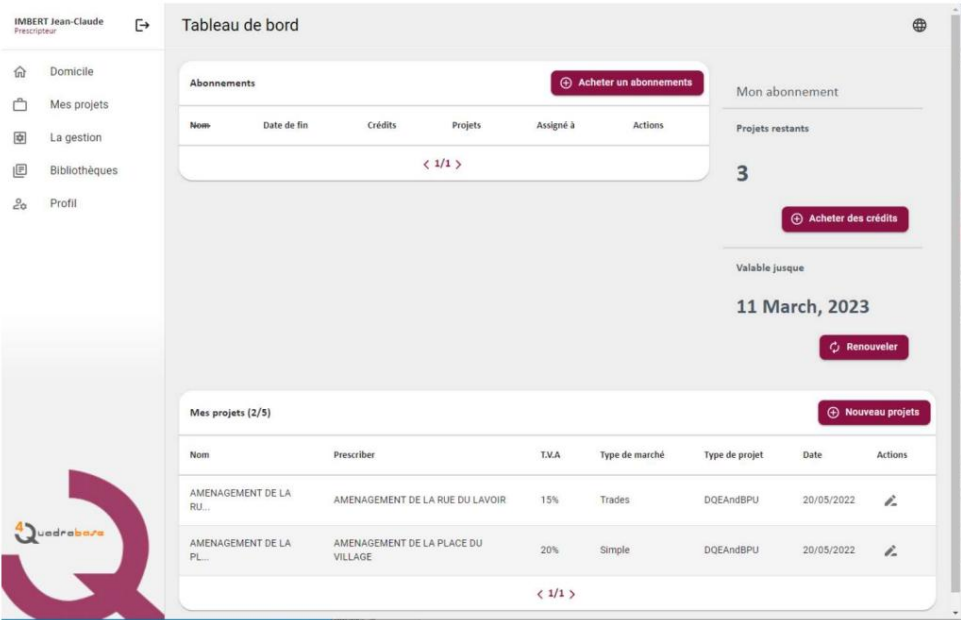 IMBERT Jean-Claude
Prescripteur
Tableau de bord
Domicile
Mes projets
La gestion
Bibliothèques
Profil
Abonnements
Acheter un abonnements
Nom Date de fin Crédits Projets Assigné à Actions
< 1/1 >
Mon abonnement
Projets restants
3
Acheter des crédits
Valable jusque
11 March, 2023
Renouveler
Mes projets (2/5)
Nouveau projets
Nom Prescriber T.V.A Type de marché Type de projet Date Actions
AMENAGEMENT DE LA
RU...
AMENAGEMENT DE LA RUE DU LAVOIR 15% Trades DQEAndBPU 20/05/2022
AMENAGEMENT DE LA
PL...
AMENAGEMENT DE LA PLACE DU
VILLAGE
20% Simple DQEAndBPU 20/05/2022
< 1/1 >
4Quadrabase